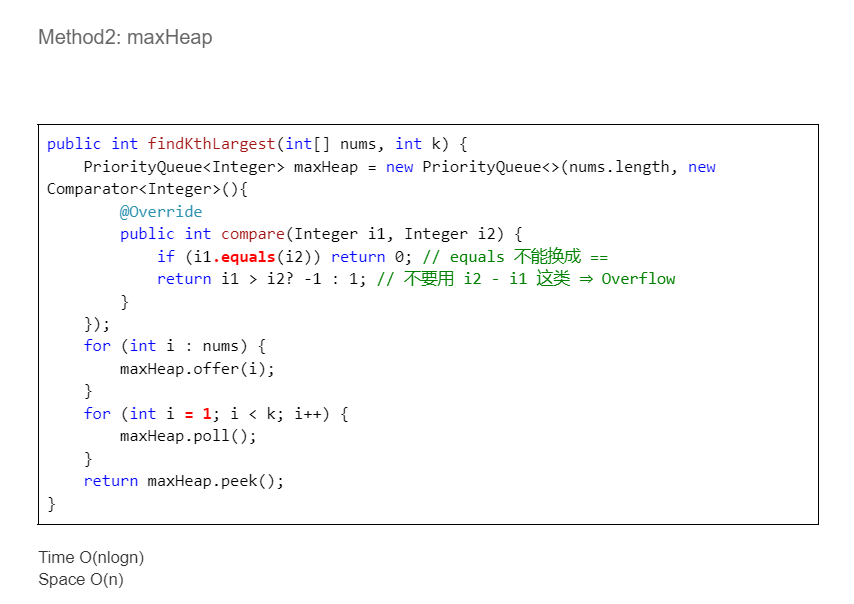 Method2: maxHeap
public int findKthLargest(int[] nums, int k) {
    PriorityQueue<Integer> maxHeap = new PriorityQueue<>(nums.length, new
Comparator<Integer>(){
        @Override
        public int compare(Integer i1, Integer i2) {
            if (i1.equals(i2)) return 0; // equals 不能换成 ==
            return i1 > i2? -1 : 1; // 不要用 i2 - i1 这类 ⇒ Overflow
        }
    });
    for (int i : nums) {
        maxHeap.offer(i);
    }
    for (int i = 1; i < k; i++) {
        maxHeap.poll();
    }
    return maxHeap.peek();
}
Time O(nlogn)
Space O(n)